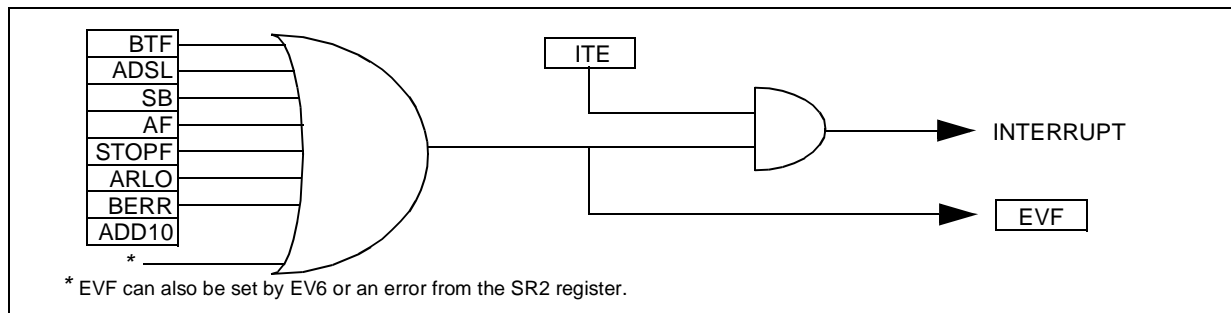 BTF
ADSL
SB
AF
STOPF
ARLO
BERR
ADD10
*
ITE
INTERRUPT
EVF
* EVF can also be set by EV6 or an error from the SR2 register.